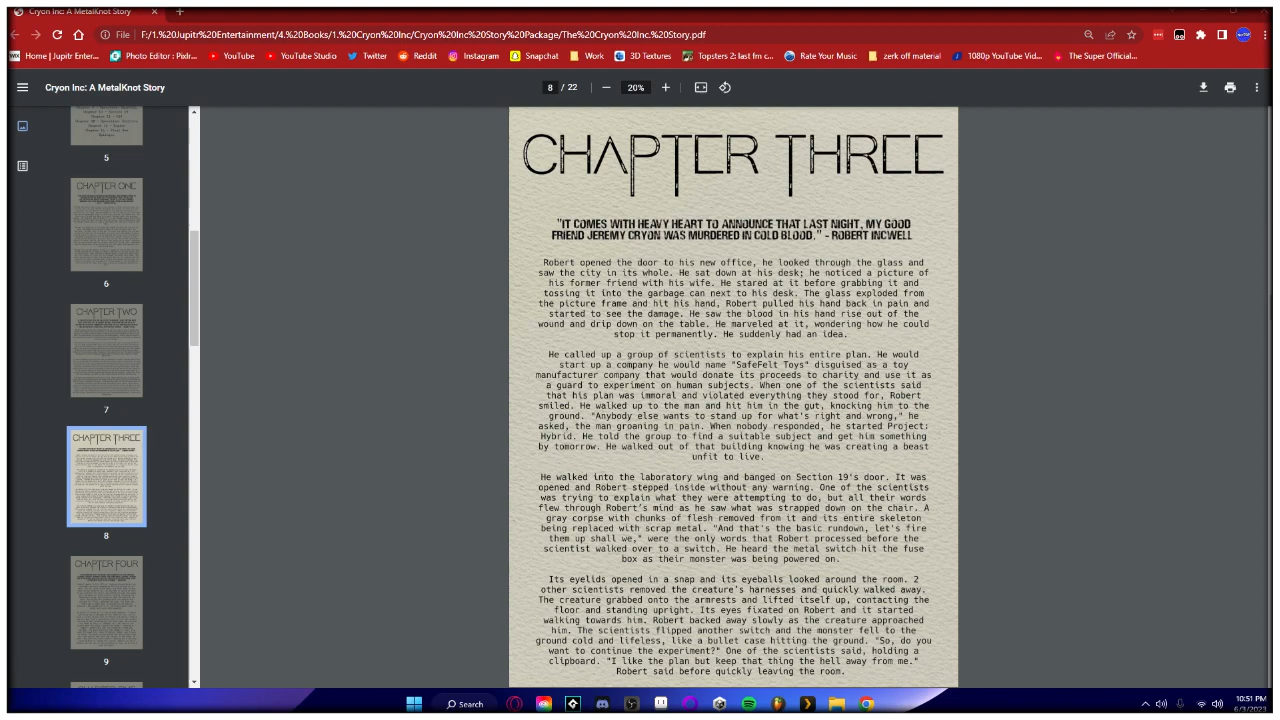 Cryon Inc: A MetalKnot Story
File F:/1.%20Jupitr%20Entertainment/4.%20Books/1.%20Cryon%20Inc/Cryon%20Inc%20Story%20Package/The%20Cryon%20Inc.%20Story.pdf
Home | Jupitr Enter... Photo Editor : Pixlr... YouTube YouTube Studio Twitter Reddit Instagram Snapchat Work 3D Textures Topsters 2: last fm c... Rate Your Music zerk off material 1080p YouTube Vid... The Super Official...
Cryon Inc: A MetalKnot Story 8 / 22 20%
5
CHAPTER ONE
6
CHAPTER TWO
7
CHAPTER THREE
8
CHAPTER FOUR
9
CHAPTER THREE
"IT COMES WITH HEAVY HEART TO ANNOUNCE THAT LAST NIGHT, MY GOOD
FRIEND JEREMY CRYON WAS MURDERED IN COLD BLOOD." - ROBERT INCWELL
Robert opened the door to his new office, he looked through the glass and
saw the city in its whole. He sat down at his desk; he noticed a picture of
his former friend with his wife. He stared at it before grabbing it and
tossing it into the garbage can next to his desk. The glass exploded from
the picture frame and hit his hand, Robert pulled his hand back in pain and
started to see the damage. He saw the blood in his hand rise out of the
wound and drip down on the table. He marveled at it, wondering how he could
stop it permanently. He suddenly had an idea.
He called up a group of scientists to explain his entire plan. He would
start up a company he would name "SafeFelt Toys" disguised as a toy
manufacturer company that would donate its proceeds to charity and use it as
a guard to experiment on human subjects. When one of the scientists said
that his plan was immoral and violated everything they stood for, Robert
smiled. He walked up to the man and hit him in the gut, knocking him to the
ground. "Anybody else wants to stand up for what's right and wrong," he
asked, the man groaning in pain. When nobody responded, he started Project:
Hybrid. He told the group to find a suitable subject and get him something
by tomorrow. He walked out of that building knowing he was creating a beast
unfit to live.
He walked into the laboratory wing and banged on Section 19's door. It was
opened and Robert stepped inside without any warning. One of the scientists
was trying to explain what they were attempting to do, but all their words
flew through Robert's mind as he saw what was strapped down on the chair. A
gray corpse with chunks of flesh removed from it and its entire skeleton
being replaced with scrap metal. "And that's the basic rundown, let's fire
them up shall we," were the only words that Robert processed before the
scientist walked over to a switch. He heard the metal switch hit the fuse
box as their monster was being powered on.
Its eyelids opened in a snap and its eyeballs looked around the room. 2
other scientists removed the creature's harnesses and quickly walked away.
The creature grabbed onto the armrests and lifted itself up, contacting the
floor and standing upright. Its eyes fixated on Robert and it started
walking towards him. Robert backed away slowly as the creature approached
him. The scientists flipped another switch and the monster fell to the
ground cold and lifeless, like a bullet case hitting the ground. "So, do you
want to continue the experiment?" One of the scientists said, holding a
clipboard. "I like the plan but keep that thing the hell away from me."
Robert said before quickly leaving the room.
Search
10:51 PM
6/3/2023